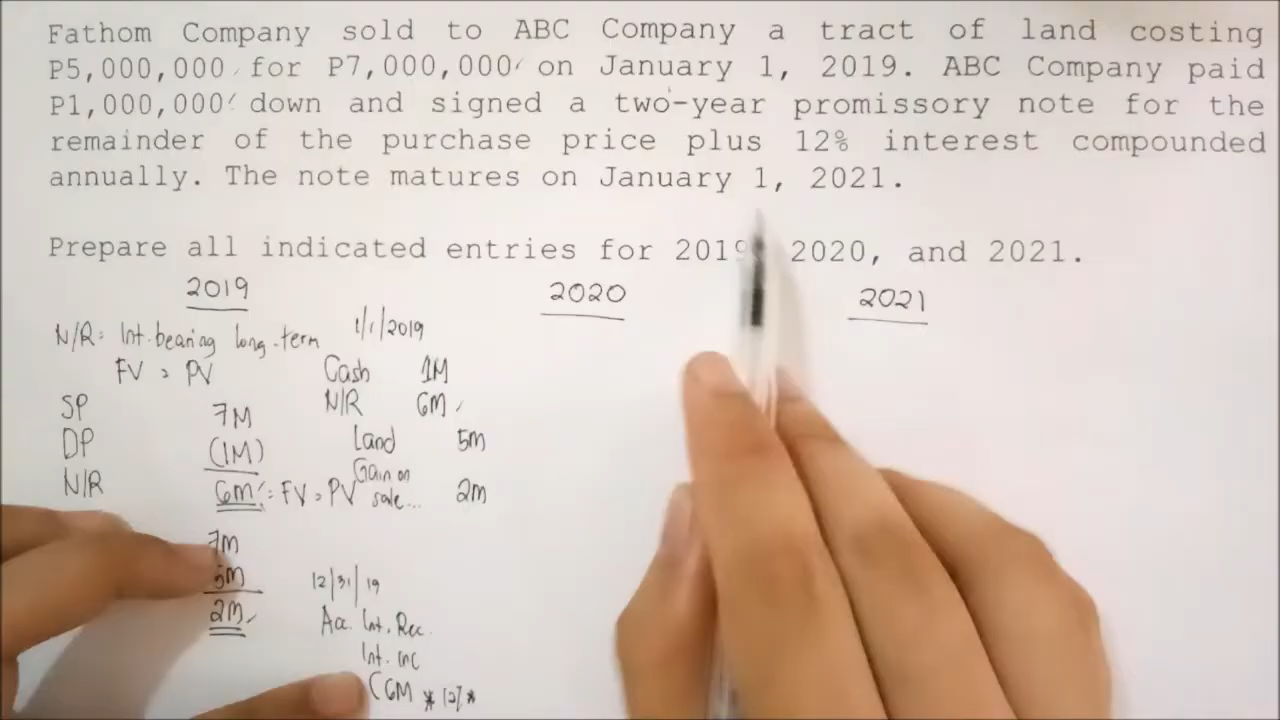 Fathom Company sold to ABC Company a tract of land costing
P5,000,000 for P7,000,000 on January 1, 2019. ABC Company paid
P1,000,000 down and signed a two-year promissory note for the
remainder of the purchase price plus 12% interest compounded
annually. The note matures on January 1, 2021.
Prepare all indicated entries for 2019, 2020, and 2021.
2019
N/R: Int. bearing long-term
FV = PV
SP 7M
DP (1M)
N/R 6M = FV = PV
7M
5M
2M
1/1/2019
Cash 1M
N/R 6M
Land 5M
Gain on
sale... 2M
12/31/19
Acc. Int. Rec.
Int. inc
(6M * 12% *
2020
2021